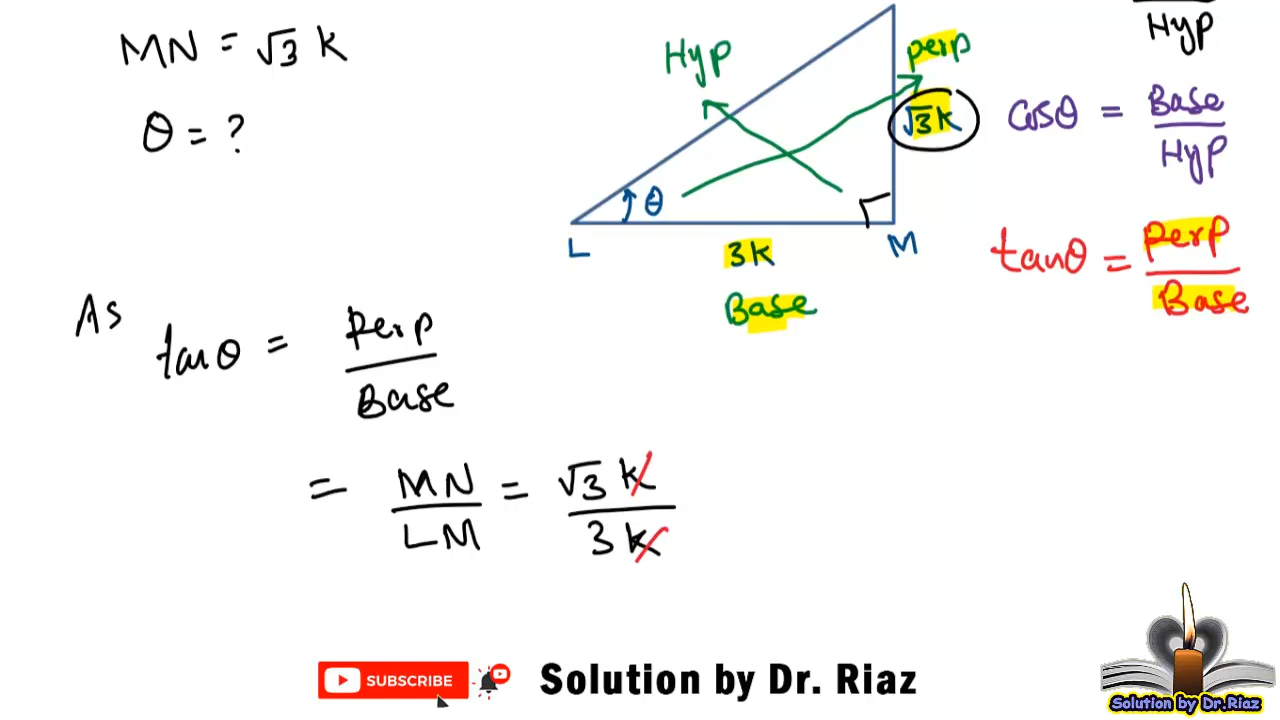 MN = √3 k
θ = ?
Hyp
perp
√3 k
θ
L
M
3k
Base
Hyp
cosθ = Base / Hyp
tanθ = perp / Base
As tanθ = Perp / Base
= MN / LM = √3 k / 3 k
SUBSCRIBE
Solution by Dr. Riaz
Solution by Dr.Riaz